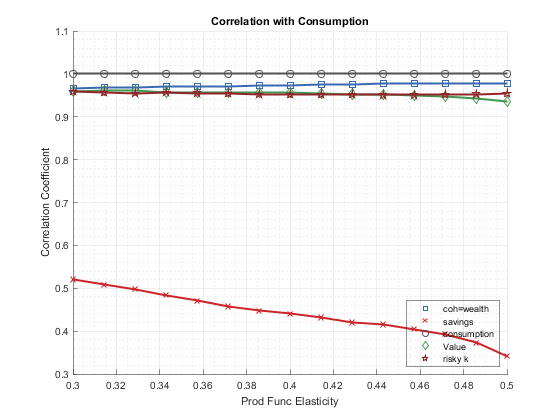 Correlation with Consumption
1.1
1
0.9
0.8
0.7
0.6
0.5
0.4
0.3
Correlation Coefficient
coh=wealth
savings
consumption
Value
risky k
0.3 0.32 0.34 0.36 0.38 0.4 0.42 0.44 0.46 0.48 0.5
Prod Func Elasticity